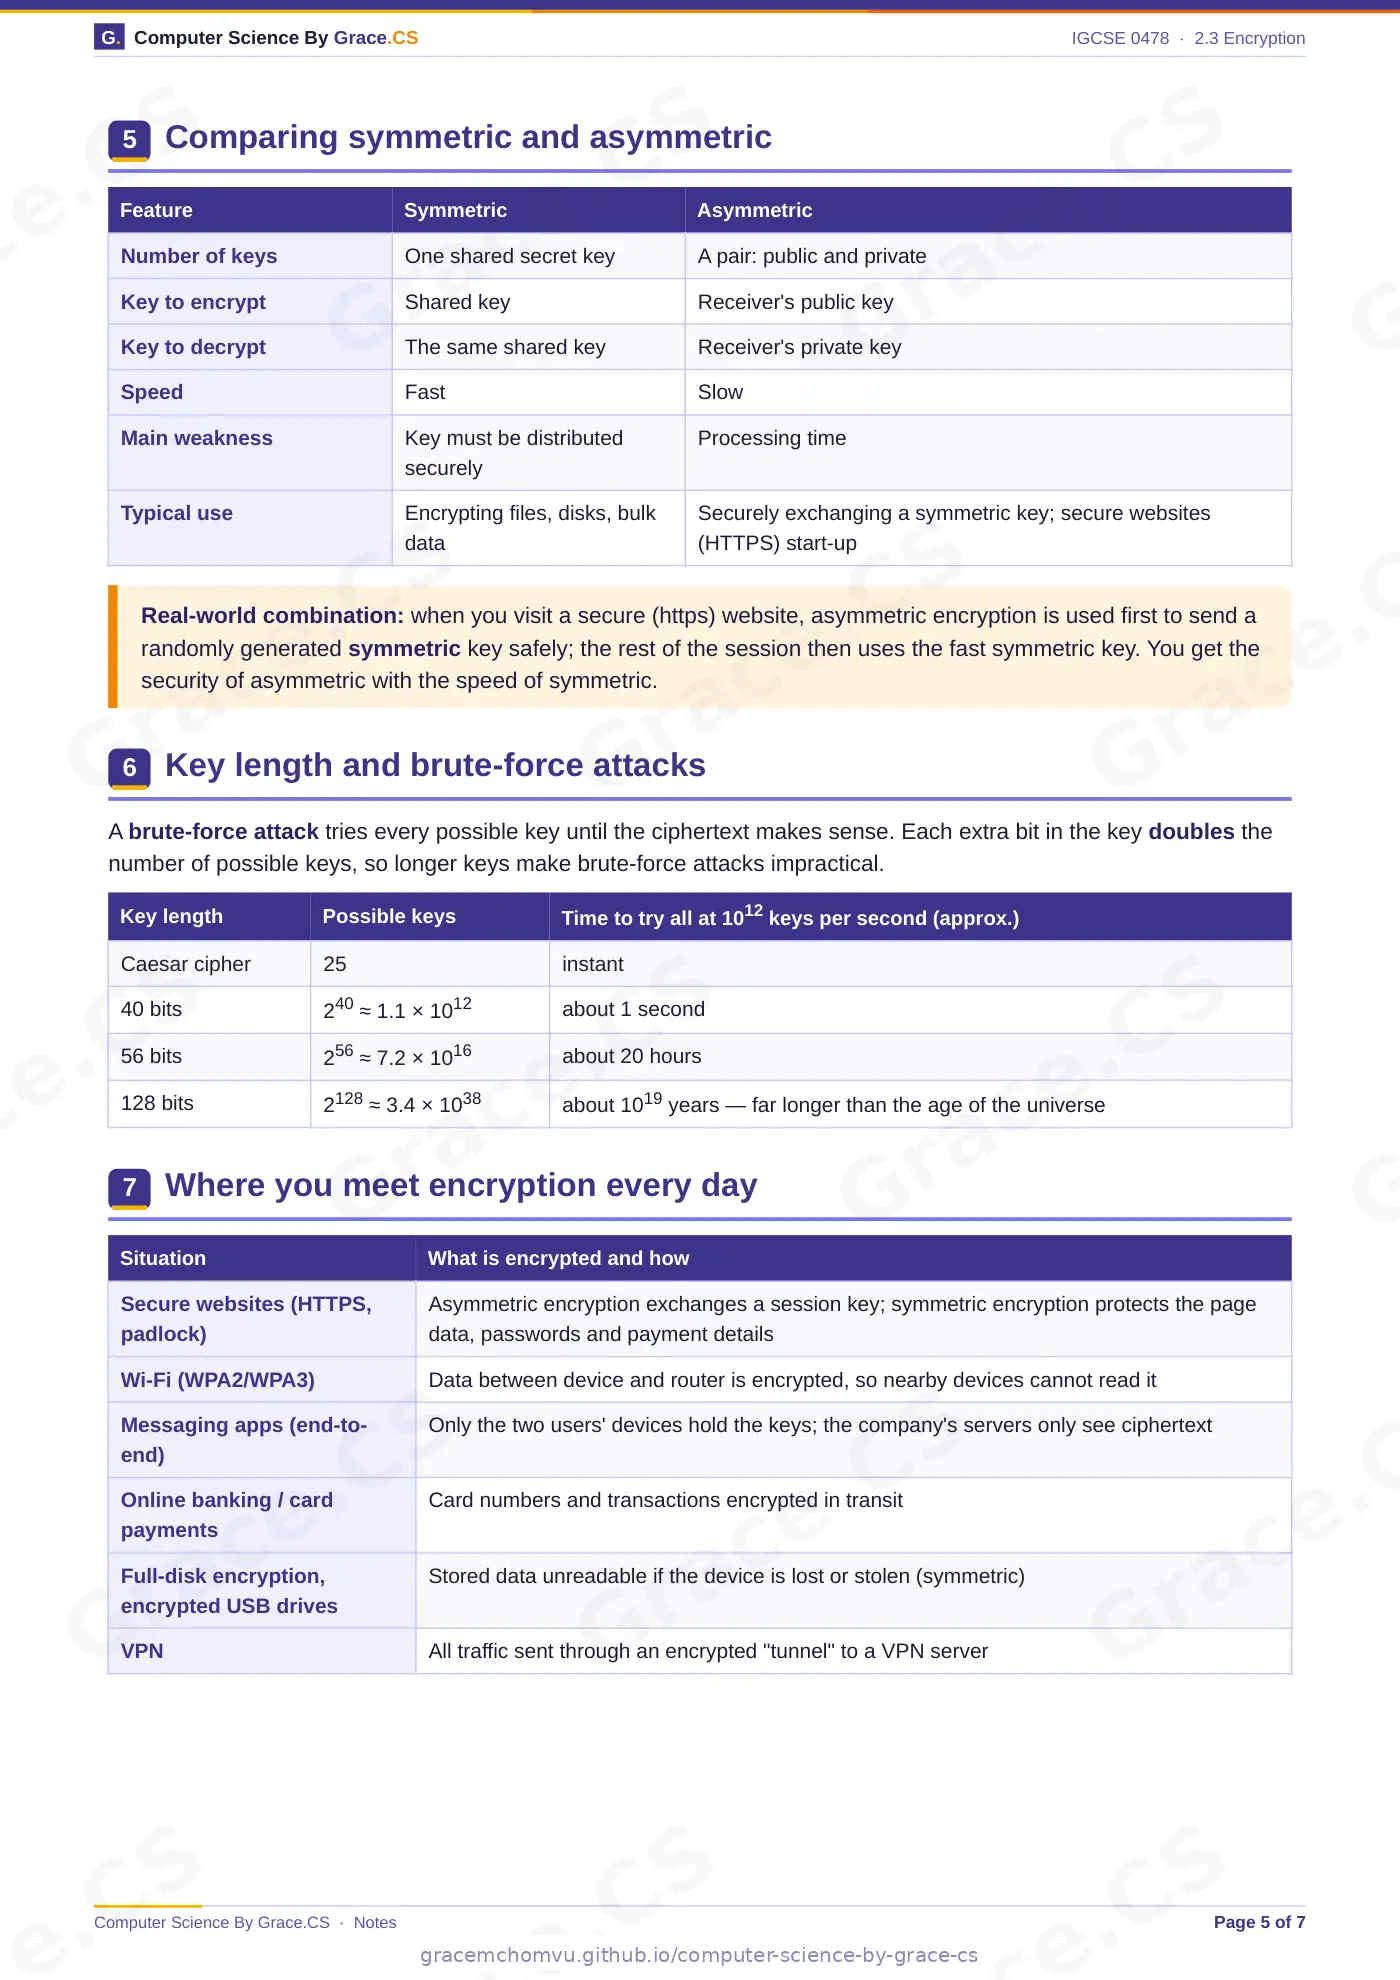 G. Computer Science By Grace.CS
IGCSE 0478 · 2.3 Encryption
5 Comparing symmetric and asymmetric
Feature Symmetric Asymmetric
Number of keys One shared secret key A pair: public and private
Key to encrypt Shared key Receiver's public key
Key to decrypt The same shared key Receiver's private key
Speed Fast Slow
Main weakness Key must be distributed Processing time
securely
Typical use Encrypting files, disks, bulk Securely exchanging a symmetric key; secure websites
data (HTTPS) start-up
Real-world combination: when you visit a secure (https) website, asymmetric encryption is used first to send a
randomly generated symmetric key safely; the rest of the session then uses the fast symmetric key. You get the
security of asymmetric with the speed of symmetric.
6 Key length and brute-force attacks
A brute-force attack tries every possible key until the ciphertext makes sense. Each extra bit in the key doubles the
number of possible keys, so longer keys make brute-force attacks impractical.
Key length Possible keys Time to try all at 10¹² keys per second (approx.)
Caesar cipher 25 instant
40 bits 2⁴⁰ ≈ 1.1 × 10¹² about 1 second
56 bits 2⁵⁶ ≈ 7.2 × 10¹⁶ about 20 hours
128 bits 2¹²⁸ ≈ 3.4 × 10³⁸ about 10¹⁹ years — far longer than the age of the universe
7 Where you meet encryption every day
Situation What is encrypted and how
Secure websites (HTTPS, Asymmetric encryption exchanges a session key; symmetric encryption protects the page
padlock) data, passwords and payment details
Wi-Fi (WPA2/WPA3) Data between device and router is encrypted, so nearby devices cannot read it
Messaging apps (end-to- Only the two users' devices hold the keys; the company's servers only see ciphertext
end)
Online banking / card Card numbers and transactions encrypted in transit
payments
Full-disk encryption, Stored data unreadable if the device is lost or stolen (symmetric)
encrypted USB drives
VPN All traffic sent through an encrypted "tunnel" to a VPN server
Computer Science By Grace.CS · Notes
Page 5 of 7
gracemchomvu.github.io/computer-science-by-grace-cs